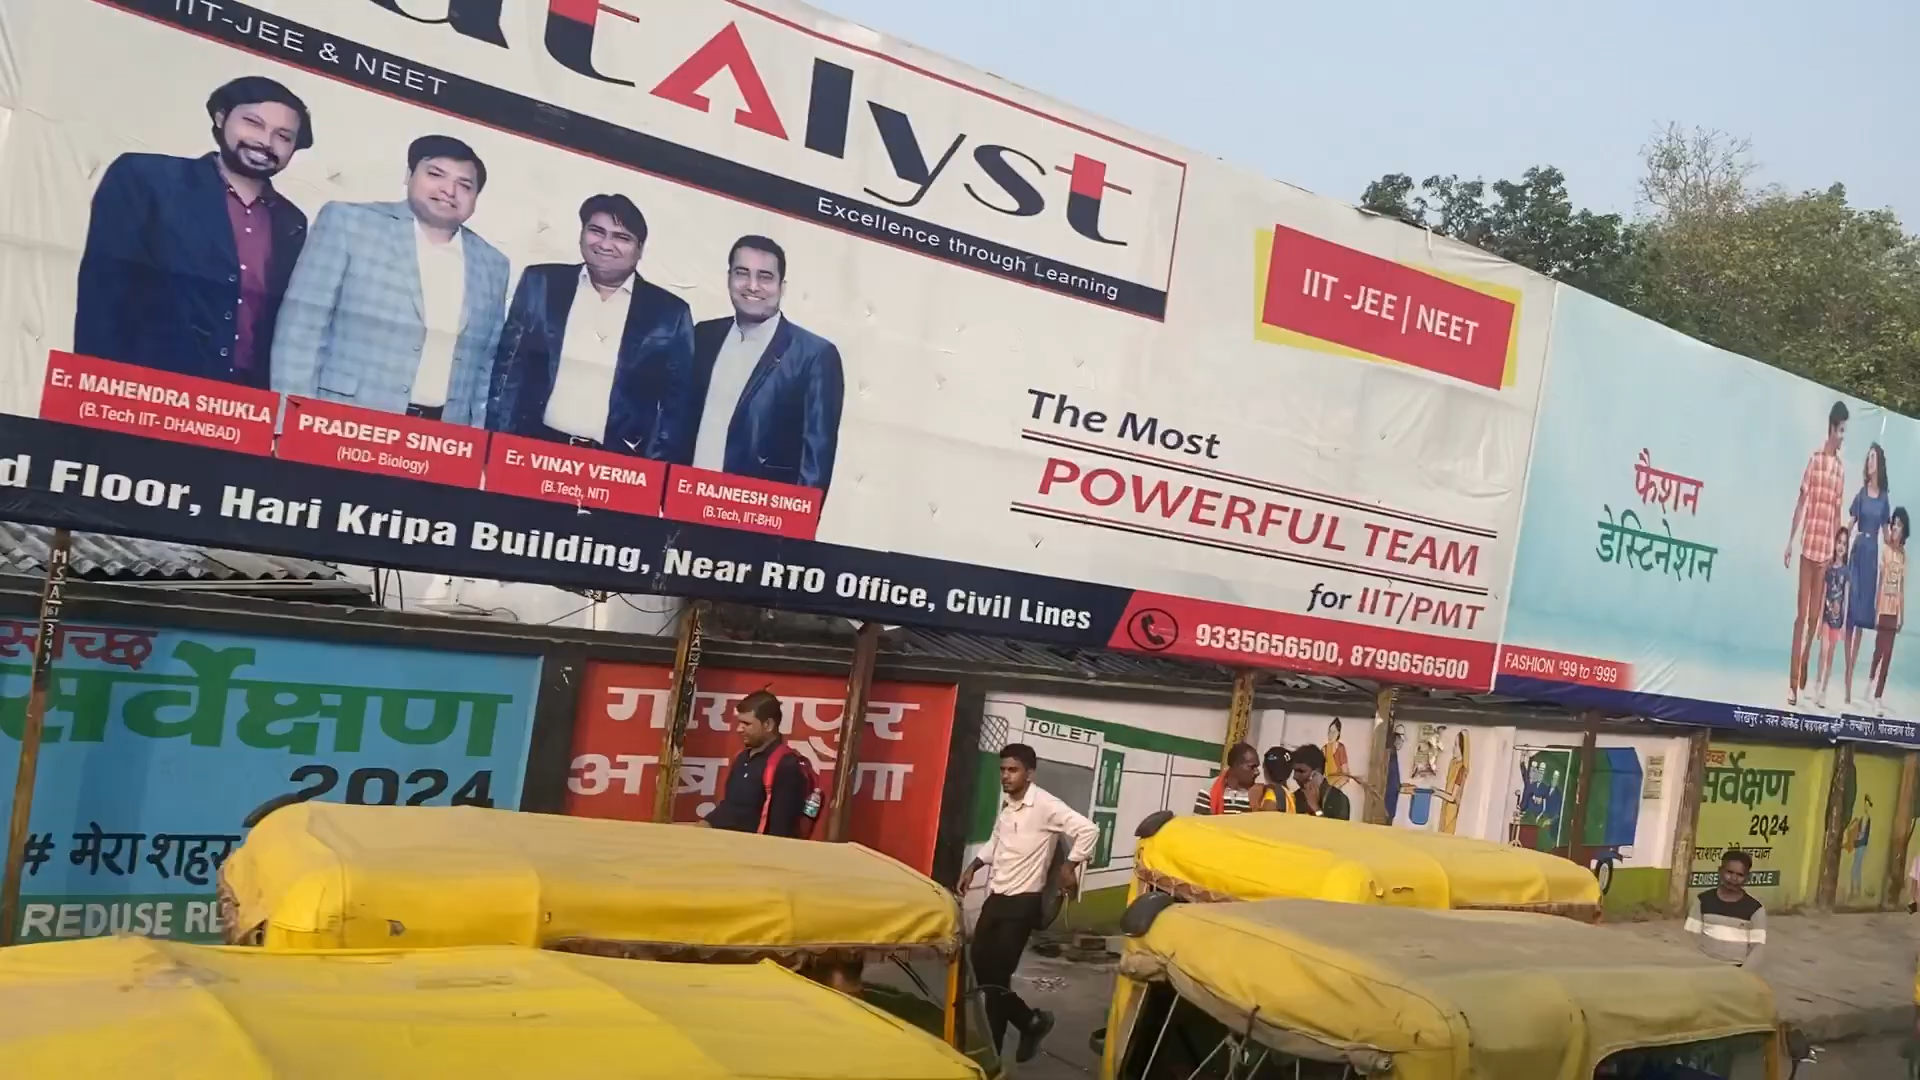 IIT-JEE & NEET
atAlyst
Excellence through Learning
IIT -JEE | NEET
Er. MAHENDRA SHUKLA
(B.Tech IIT- DHANBAD)
PRADEEP SINGH
(HOD- Biology)
Er. VINAY VERMA
(B.Tech, NIT)
Er. RAJNEESH SINGH
(B.Tech, IIT-BHU)
The Most
POWERFUL TEAM
for IIT/PMT
d Floor, Hari Kripa Building, Near RTO Office, Civil Lines
9335656500, 8799656500
फैशन
डेस्टिनेशन
FASHION ₹99 to ₹999
स्वच्छ
सर्वेक्षण
2024
# मेरा शहर
REDUSE RE
TOILET
सर्वेक्षण
2024